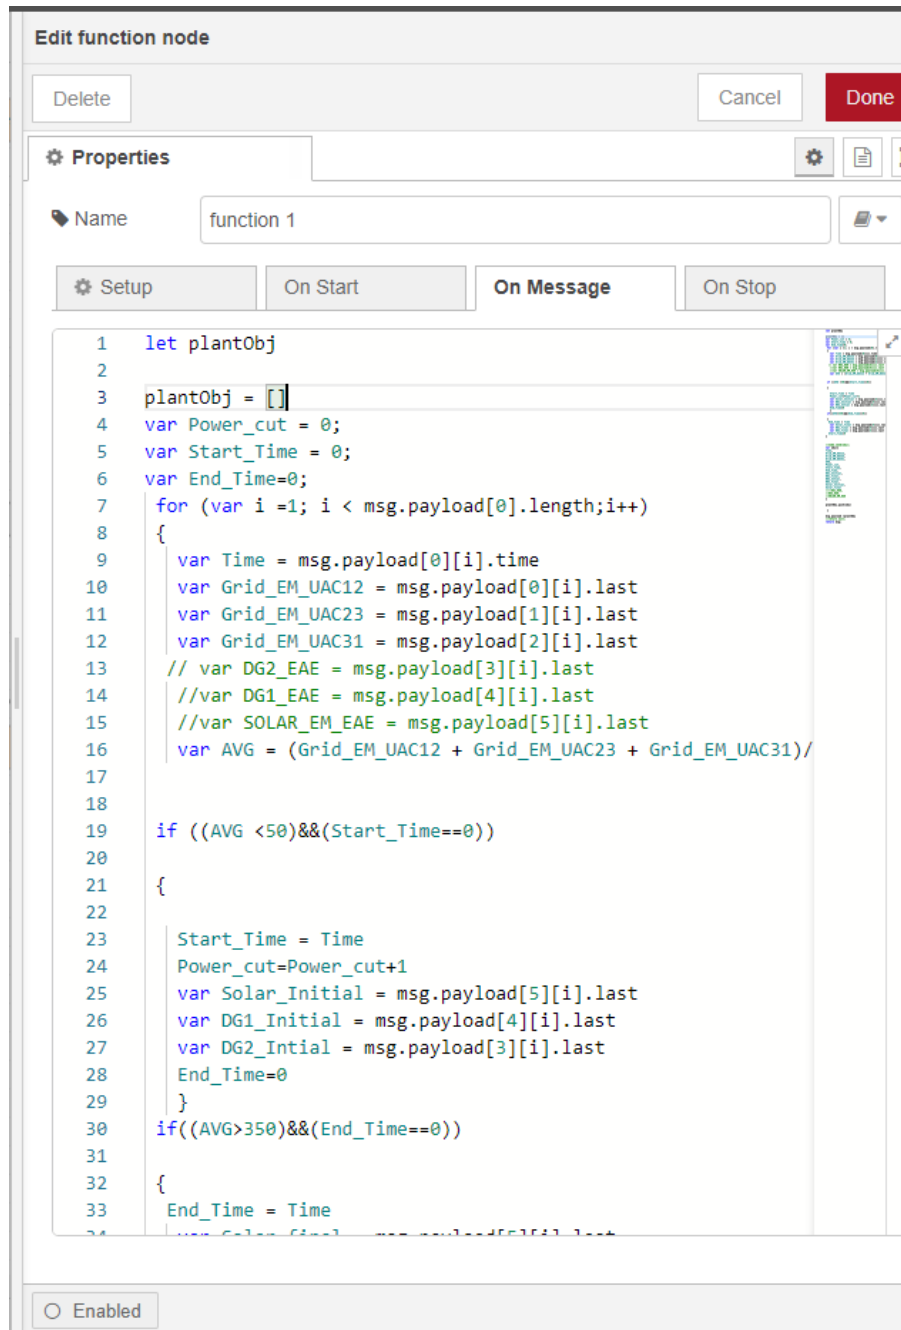 Edit function node
Delete
Cancel
Done
Properties
Name
function 1
Setup
On Start
On Message
On Stop
1 let plantObj
2
3 plantObj = []
4 var Power_cut = 0;
5 var Start_Time = 0;
6 var End_Time=0;
7 for (var i =1; i < msg.payload[0].length;i++)
8 {
9 var Time = msg.payload[0][i].time
10 var Grid_EM_UAC12 = msg.payload[0][i].last
11 var Grid_EM_UAC23 = msg.payload[1][i].last
12 var Grid_EM_UAC31 = msg.payload[2][i].last
13 // var DG2_EAE = msg.payload[3][i].last
14 //var DG1_EAE = msg.payload[4][i].last
15 //var SOLAR_EM_EAE = msg.payload[5][i].last
16 var AVG = (Grid_EM_UAC12 + Grid_EM_UAC23 + Grid_EM_UAC31)/
17
18
19 if ((AVG <50)&&(Start_Time==0))
20
21 {
22
23 Start_Time = Time
24 Power_cut=Power_cut+1
25 var Solar_Initial = msg.payload[5][i].last
26 var DG1_Initial = msg.payload[4][i].last
27 var DG2_Intial = msg.payload[3][i].last
28 End_Time=0
29 }
30 if((AVG>350)&&(End_Time==0))
31
32 {
33 End_Time = Time
Enabled